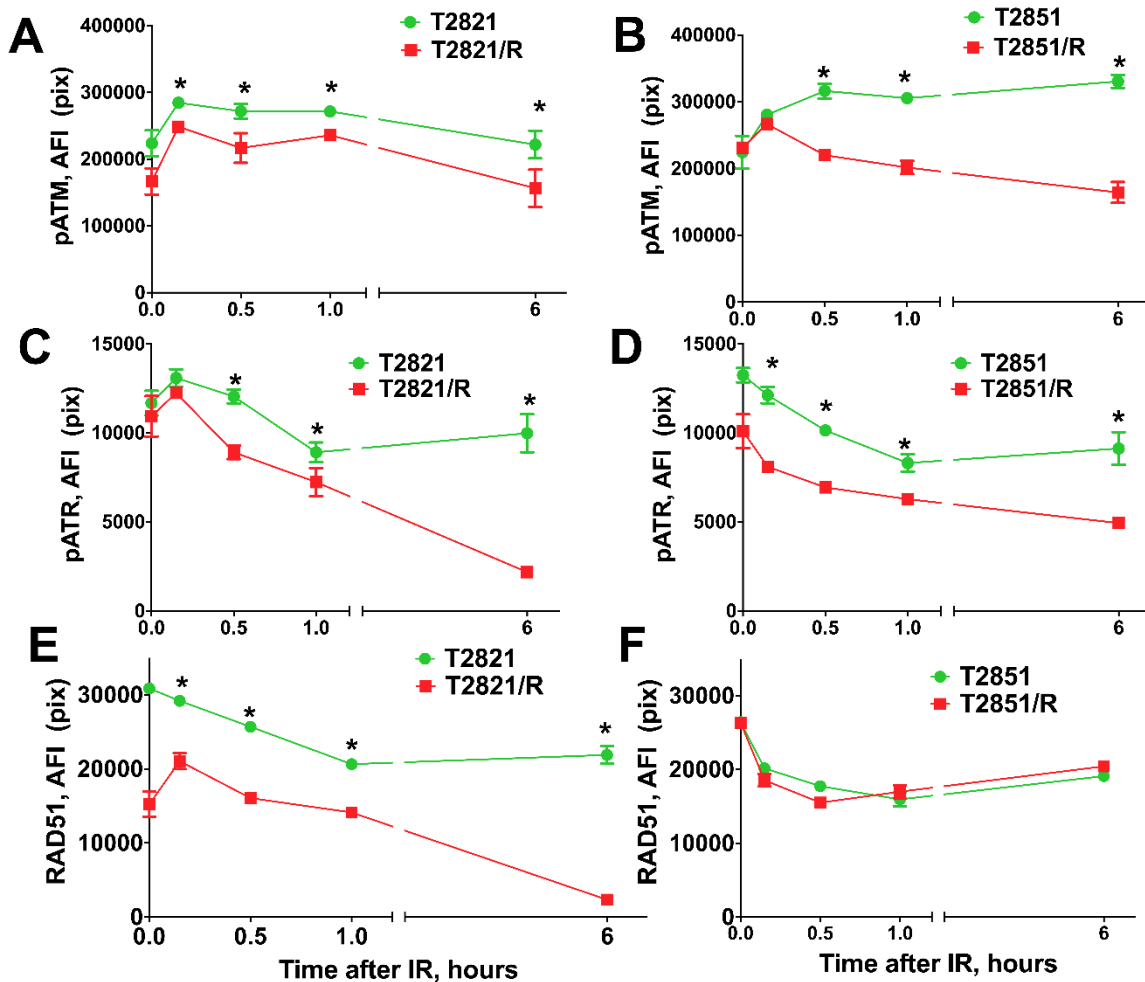 A
pATM, AFI (pix)
400000
300000
200000
100000
0
0.0 0.5 1.0 6
T2821
T2821/R
* * * *
B
pATM, AFI (pix)
400000
300000
200000
100000
0
0.0 0.5 1.0 6
T2851
T2851/R
* * *
C
pATR, AFI (pix)
15000
10000
5000
0
0.0 0.5 1.0 6
T2821
T2821/R
* * *
D
pATR, AFI (pix)
15000
10000
5000
0
0.0 0.5 1.0 6
T2851
T2851/R
* * * *
E
RAD51, AFI (pix)
30000
20000
10000
0
0.0 0.5 1.0 6
T2821
T2821/R
* * * *
Time after IR, hours
F
RAD51, AFI (pix)
30000
20000
10000
0
0.0 0.5 1.0 6
T2851
T2851/R
Time after IR, hours